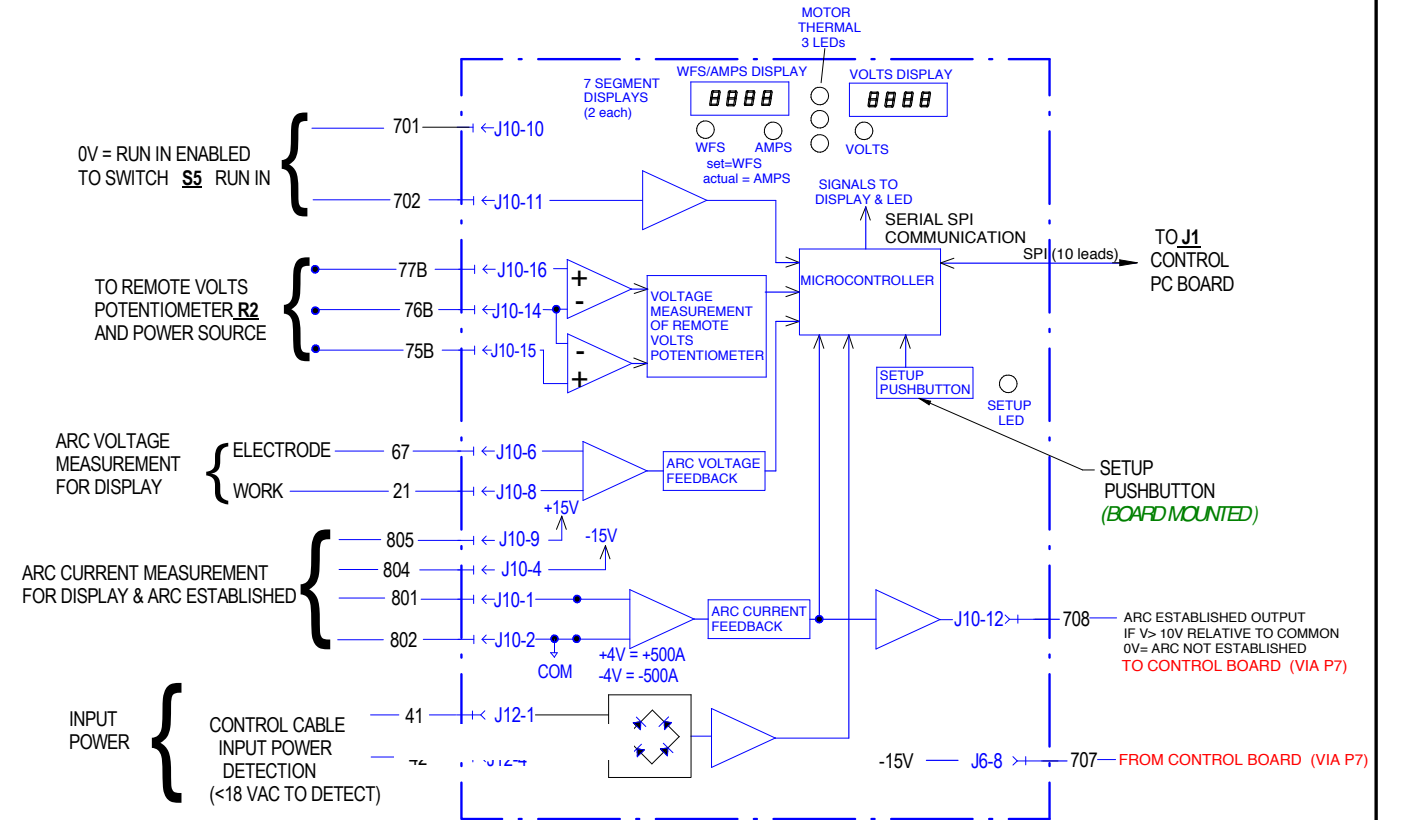 MOTOR
THERMAL
3 LEDs
7 SEGMENT
DISPLAYS
(2 each)
WFS/AMPS DISPLAY
8888
WFS
AMPS
set=WFS
actual = AMPS
VOLTS DISPLAY
8888
VOLTS
0V = RUN IN ENABLED
TO SWITCH S5 RUN IN
701
J10-10
702
J10-11
SIGNALS TO
DISPLAY & LED
SERIAL SPI
COMMUNICATION
SPI (10 leads)
TO J1
CONTROL
PC BOARD
TO REMOTE VOLTS
POTENTIOMETER R2
AND POWER SOURCE
77B
J10-16
76B
J10-14
75B
J10-15
+
-
-
+
VOLTAGE
MEASUREMENT
OF REMOTE
VOLTS
POTENTIOMETER
MICROCONTROLLER
SETUP
PUSHBUTTON
SETUP
LED
SETUP
PUSHBUTTON
(BOARD MOUNTED)
ARC VOLTAGE
MEASUREMENT
FOR DISPLAY
ELECTRODE
67
J10-6
WORK
21
J10-8
ARC VOLTAGE
FEEDBACK
+15V
-15V
ARC CURRENT MEASUREMENT
FOR DISPLAY & ARC ESTABLISHED
805
J10-9
804
J10-4
801
J10-1
802
J10-2
COM
+4V = +500A
-4V = -500A
ARC CURRENT
FEEDBACK
J10-12
708
ARC ESTABLISHED OUTPUT
IF V> 10V RELATIVE TO COMMON
0V= ARC NOT ESTABLISHED
TO CONTROL BOARD (VIA P7)
INPUT
POWER
CONTROL CABLE
INPUT POWER
DETECTION
(<18 VAC TO DETECT)
41
J12-1
42
J12-4
-15V
J6-8
707
FROM CONTROL BOARD (VIA P7)